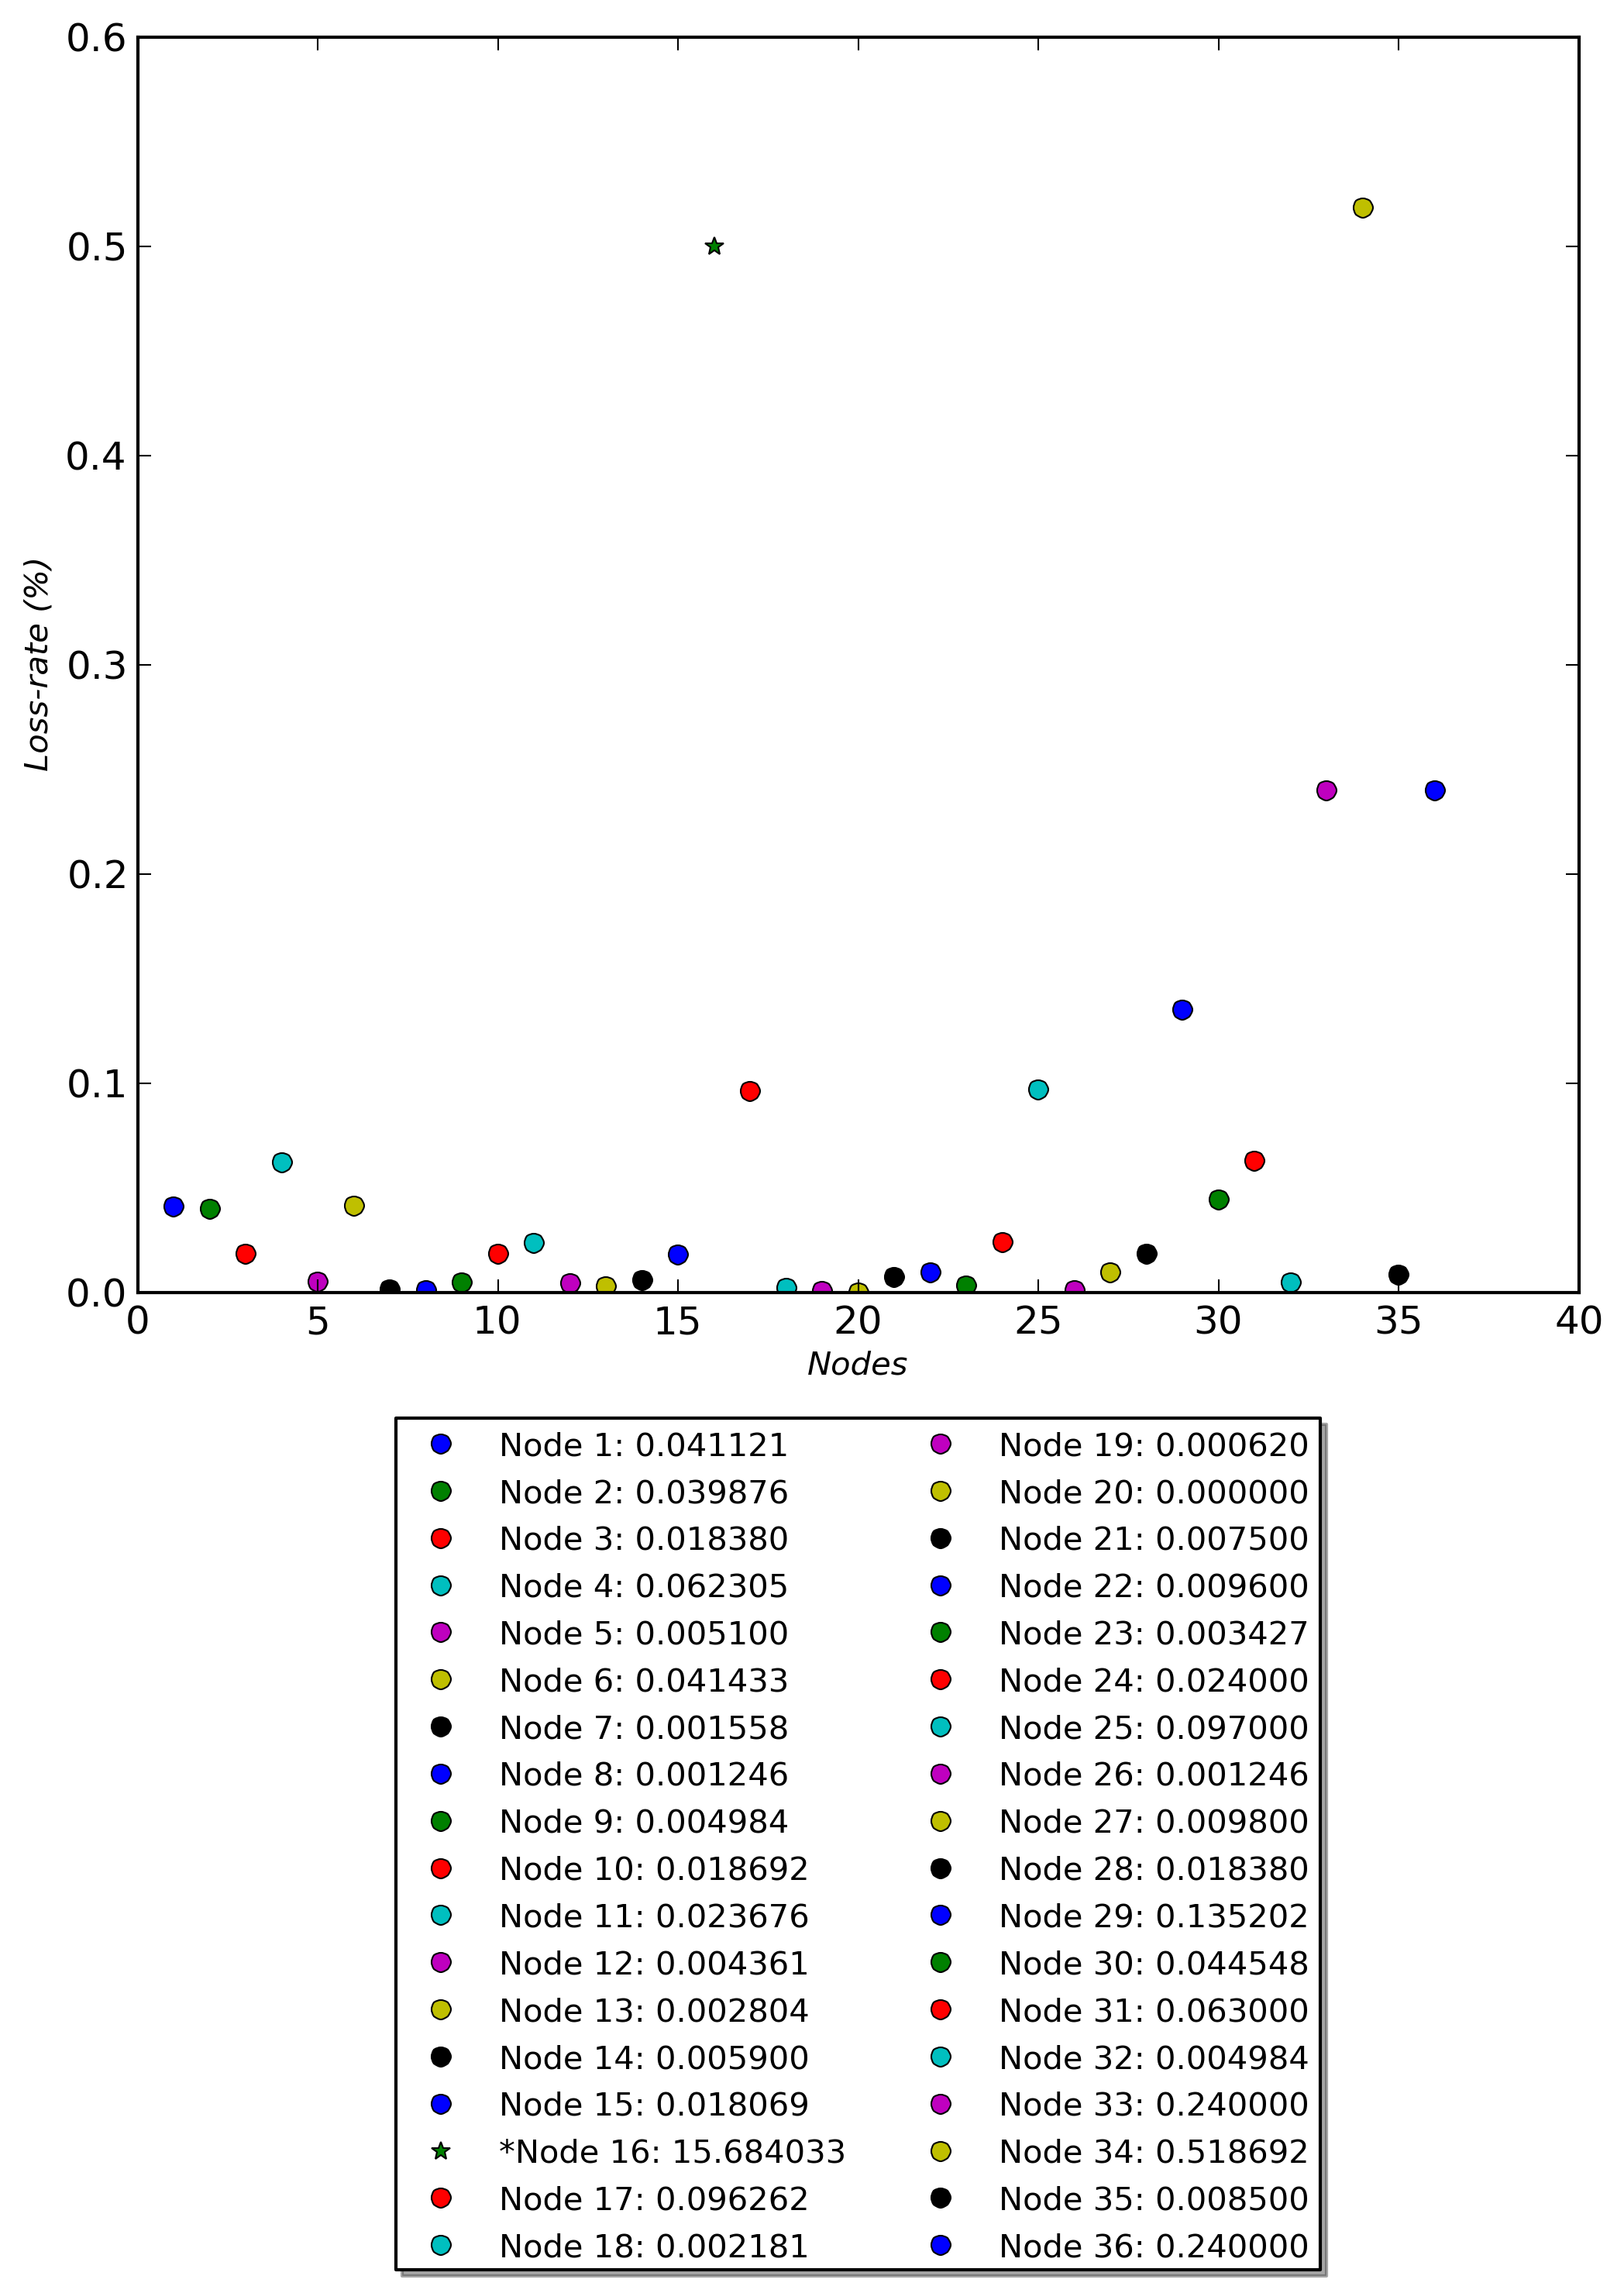 0.6
0.5
0.4
0.3
0.2
0.1
0.0
Loss-rate (%)
0 5 10 15 20 25 30 35 40
Nodes
Node 1: 0.041121
Node 2: 0.039876
Node 3: 0.018380
Node 4: 0.062305
Node 5: 0.005100
Node 6: 0.041433
Node 7: 0.001558
Node 8: 0.001246
Node 9: 0.004984
Node 10: 0.018692
Node 11: 0.023676
Node 12: 0.004361
Node 13: 0.002804
Node 14: 0.005900
Node 15: 0.018069
*Node 16: 15.684033
Node 17: 0.096262
Node 18: 0.002181
Node 19: 0.000620
Node 20: 0.000000
Node 21: 0.007500
Node 22: 0.009600
Node 23: 0.003427
Node 24: 0.024000
Node 25: 0.097000
Node 26: 0.001246
Node 27: 0.009800
Node 28: 0.018380
Node 29: 0.135202
Node 30: 0.044548
Node 31: 0.063000
Node 32: 0.004984
Node 33: 0.240000
Node 34: 0.518692
Node 35: 0.008500
Node 36: 0.240000